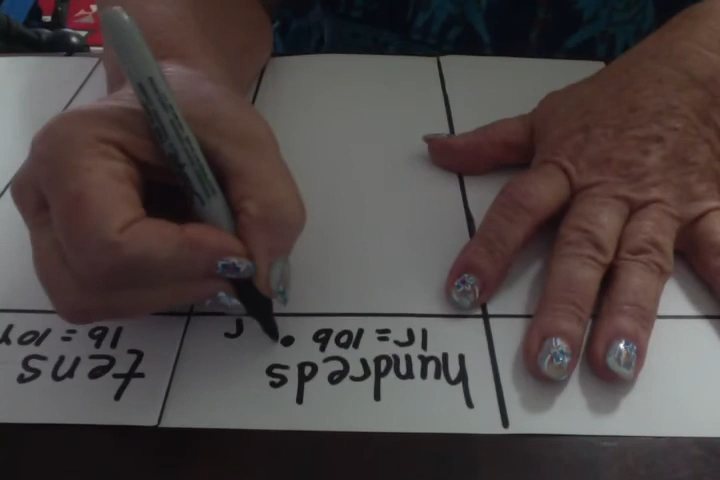 hundreds
1r=10b • r
tens
1b=10y